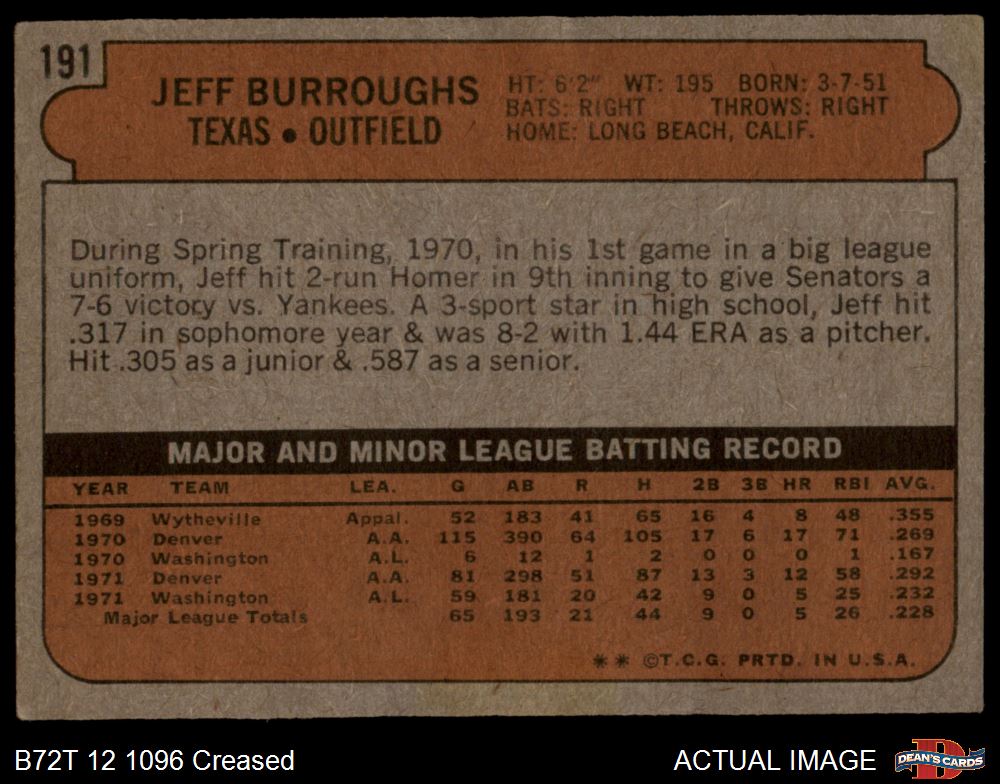 191
JEFF BURROUGHS
TEXAS • OUTFIELD
HT: 6'2" WT: 195 BORN: 3-7-51
BATS: RIGHT THROWS: RIGHT
HOME: LONG BEACH, CALIF.
During Spring Training, 1970, in his 1st game in a big league
uniform, Jeff hit 2-run Homer in 9th inning to give Senators a
7-6 victory vs. Yankees. A 3-sport star in high school, Jeff hit
.317 in sophomore year & was 8-2 with 1.44 ERA as a pitcher.
Hit .305 as a junior & .587 as a senior.
MAJOR AND MINOR LEAGUE BATTING RECORD
YEAR TEAM LEA. G AB R H 2B 3B HR RBI AVG.
1969 Wytheville Appal. 52 183 41 65 16 4 8 48 .355
1970 Denver A.A. 115 390 64 105 17 6 17 71 .269
1970 Washington A.L. 6 12 1 2 0 0 0 1 .167
1971 Denver A.A. 81 298 51 87 13 3 12 58 .292
1971 Washington A.L. 59 181 20 42 9 0 5 25 .232
Major League Totals 65 193 21 44 9 0 5 26 .228
** ©T.C.G. PRTD. IN U.S.A.
B72T 12 1096 Creased
ACTUAL IMAGE
D
DEAN'S CARDS